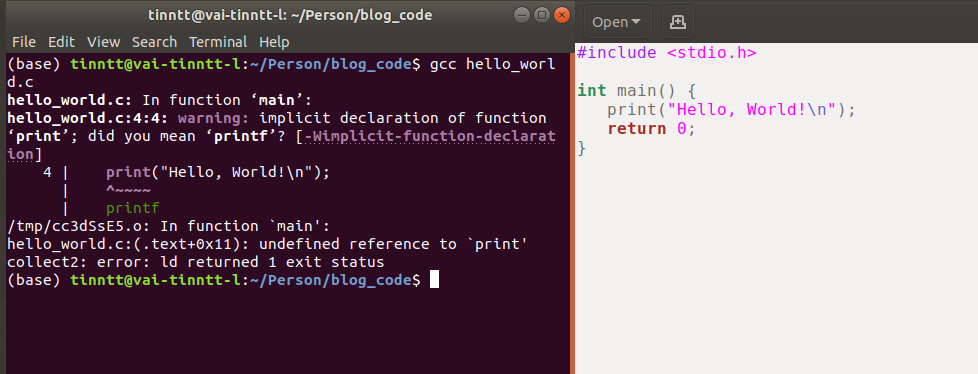 tinntt@vai-tinntt-l: ~/Person/blog_code
File Edit View Search Terminal Help
(base) tinntt@vai-tinntt-l:~/Person/blog_code$ gcc hello_worl
d.c
hello_world.c: In function ‘main’:
hello_world.c:4:4: warning: implicit declaration of function
‘print’; did you mean ‘printf’? [-Wimplicit-function-declarat
ion]
    4 |    print("Hello, World!\n");
      |    ^~~~~
      |    printf
/tmp/cc3dSsE5.o: In function `main':
hello_world.c:(.text+0x11): undefined reference to `print'
collect2: error: ld returned 1 exit status
(base) tinntt@vai-tinntt-l:~/Person/blog_code$
Open
#include <stdio.h>

int main() {
   print("Hello, World!\n");
   return 0;
}